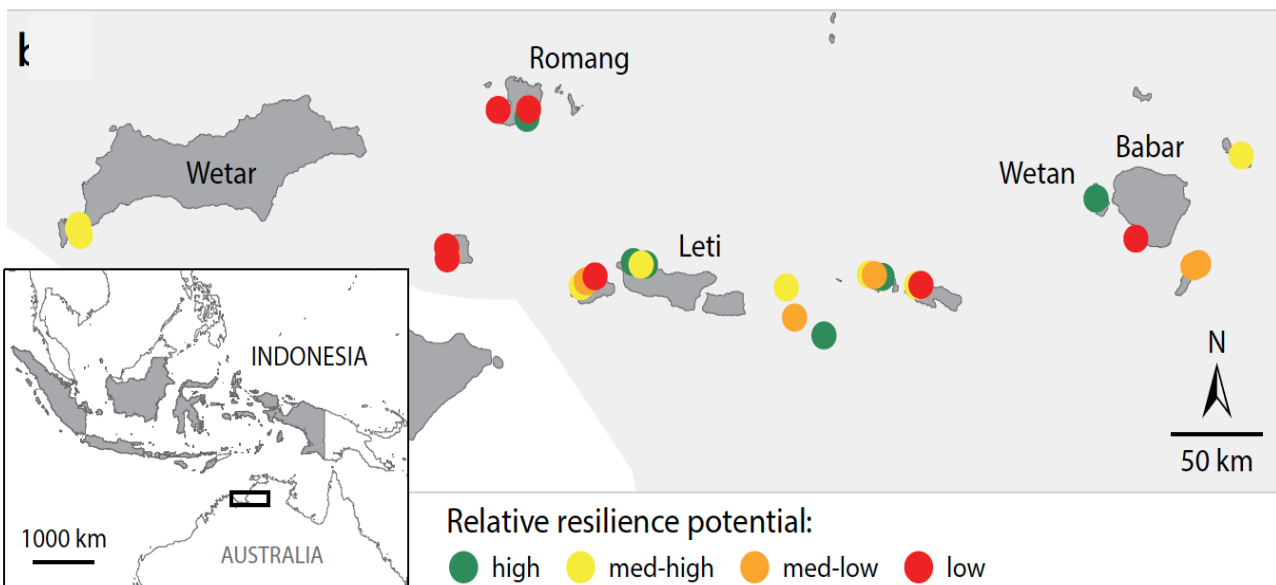 b
Romang
Wetar
Babar
Wetan
Leti
N
50 km
INDONESIA
AUSTRALIA
1000 km
Relative resilience potential:
high med-high med-low low